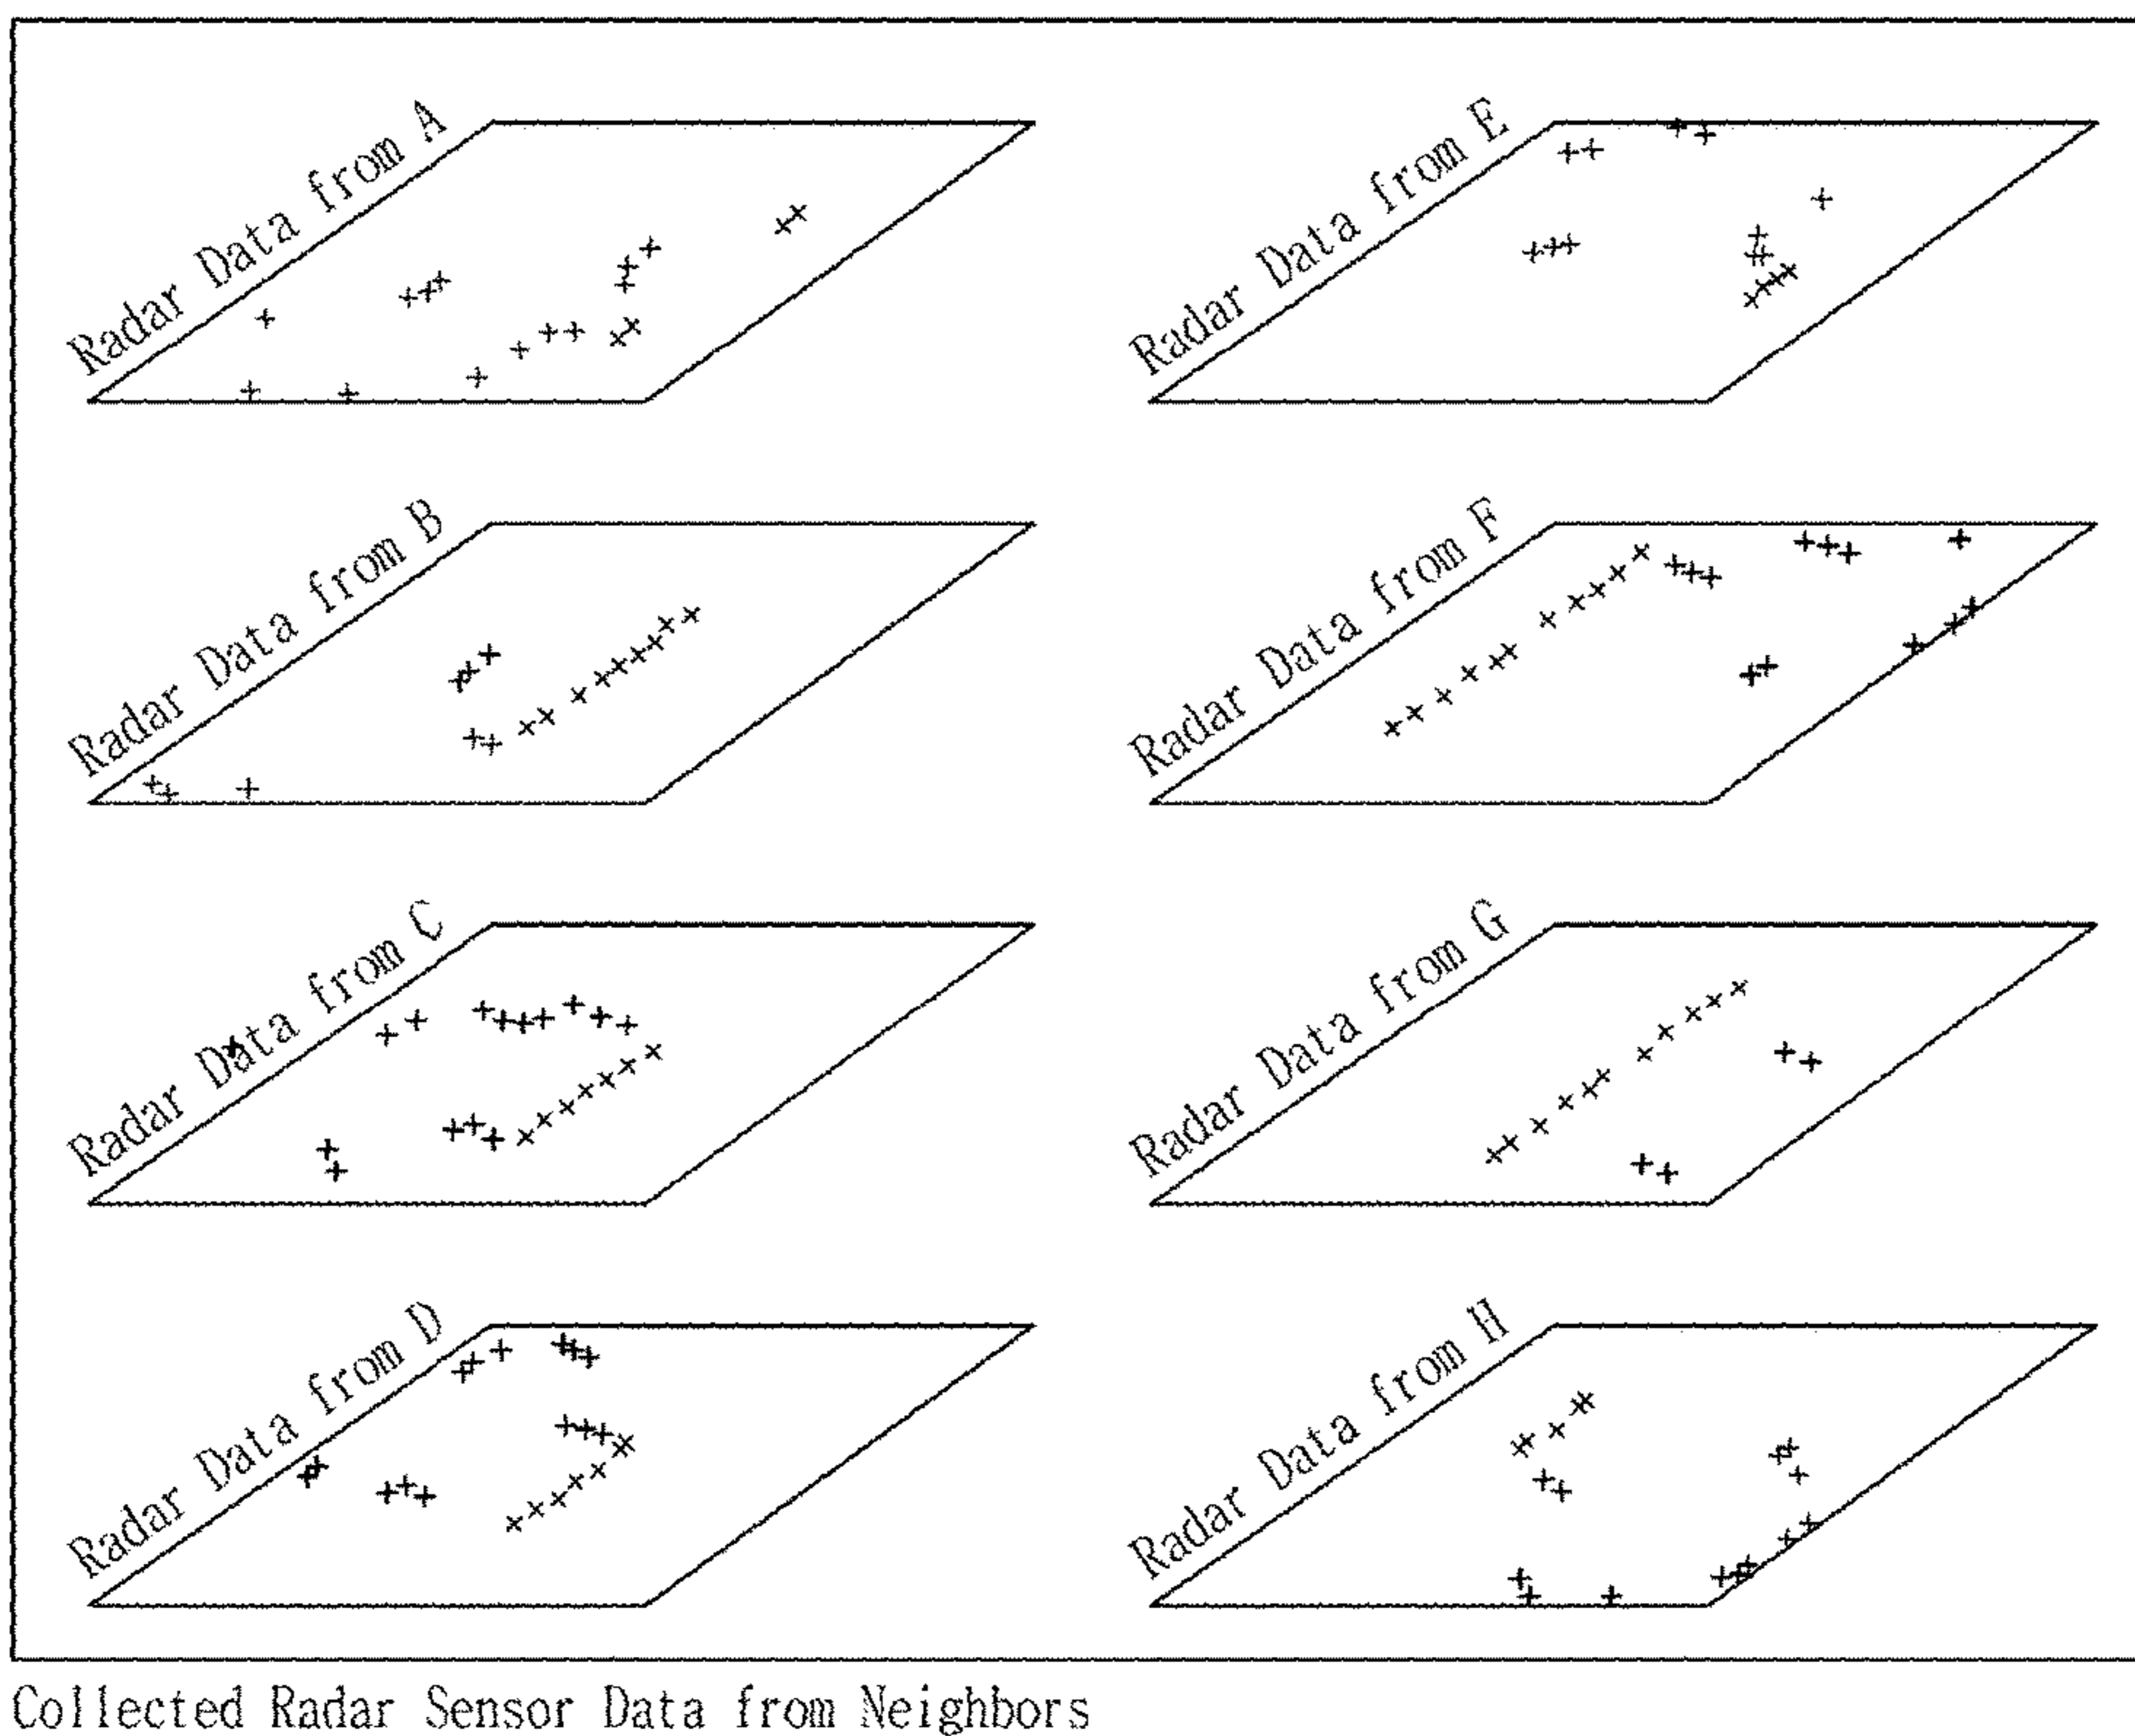 Radar Data from A
Radar Data from E
Radar Data from B
Radar Data from F
Radar Data from C
Radar Data from G
Radar Data from D
Radar Data from H
Collected Radar Sensor Data from Neighbors